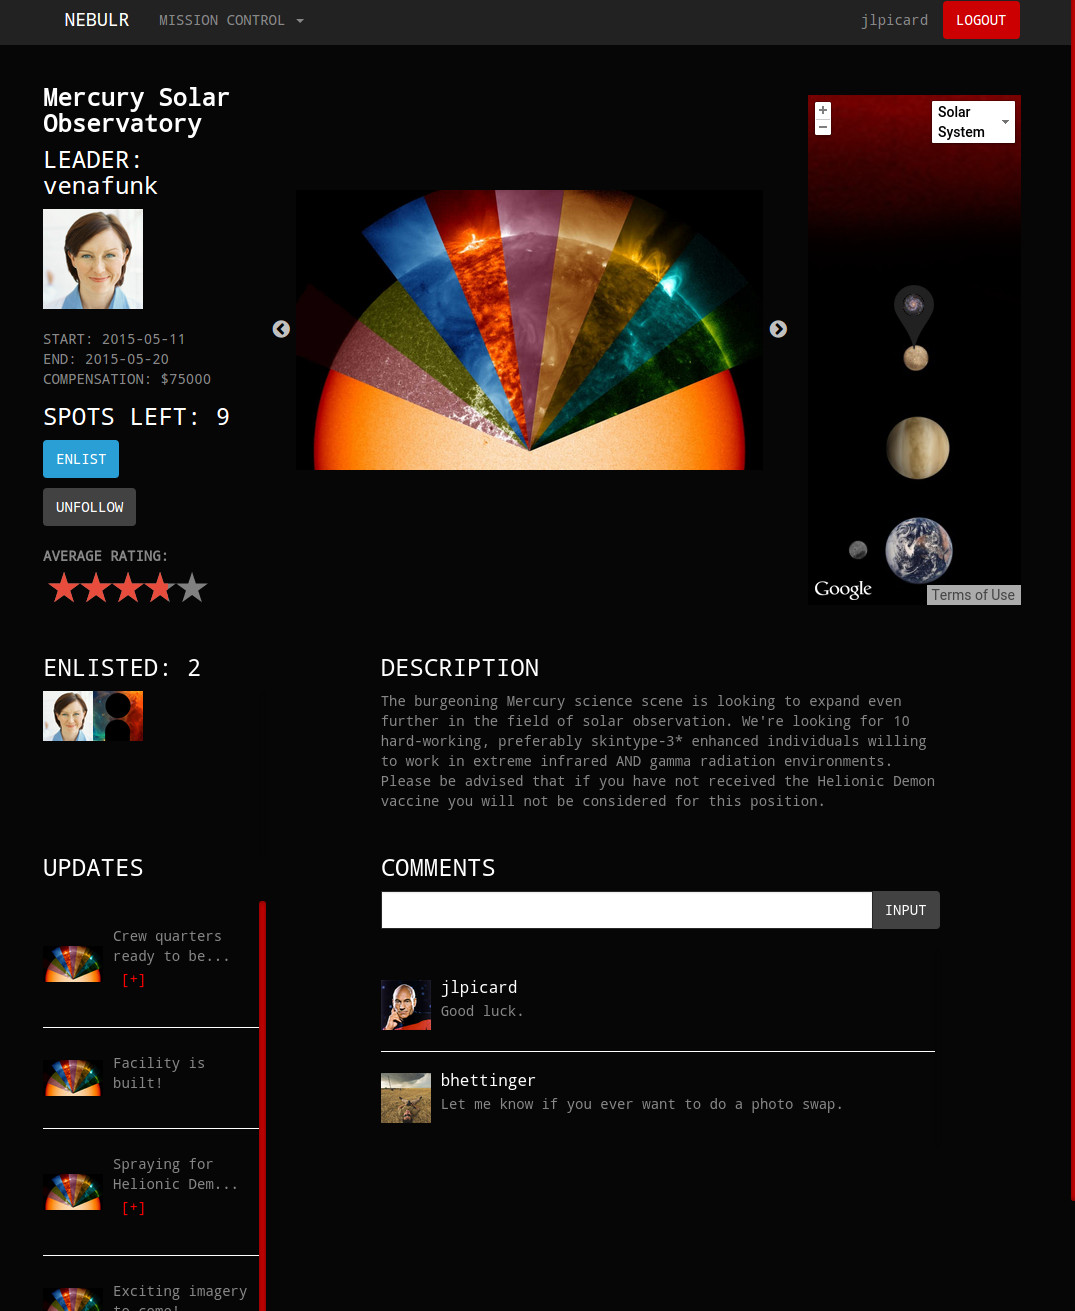 NEBULR MISSION CONTROL jlpicard LOGOUT
Mercury Solar
Observatory
LEADER:
venafunk
START: 2015-05-11
END: 2015-05-20
COMPENSATION: $75000
SPOTS LEFT: 9
ENLIST
UNFOLLOW
AVERAGE RATING:
+
−
Solar
System
Google
Terms of Use
ENLISTED: 2
DESCRIPTION
The burgeoning Mercury science scene is looking to expand even
further in the field of solar observation. We're looking for 10
hard-working, preferably skintype-3* enhanced individuals willing
to work in extreme infrared AND gamma radiation environments.
Please be advised that if you have not received the Helionic Demon
vaccine you will not be considered for this position.
UPDATES
Crew quarters
ready to be...
[+]
Facility is
built!
Spraying for
Helionic Dem...
[+]
Exciting imagery
to come!
COMMENTS
INPUT
jlpicard
Good luck.
bhettinger
Let me know if you ever want to do a photo swap.